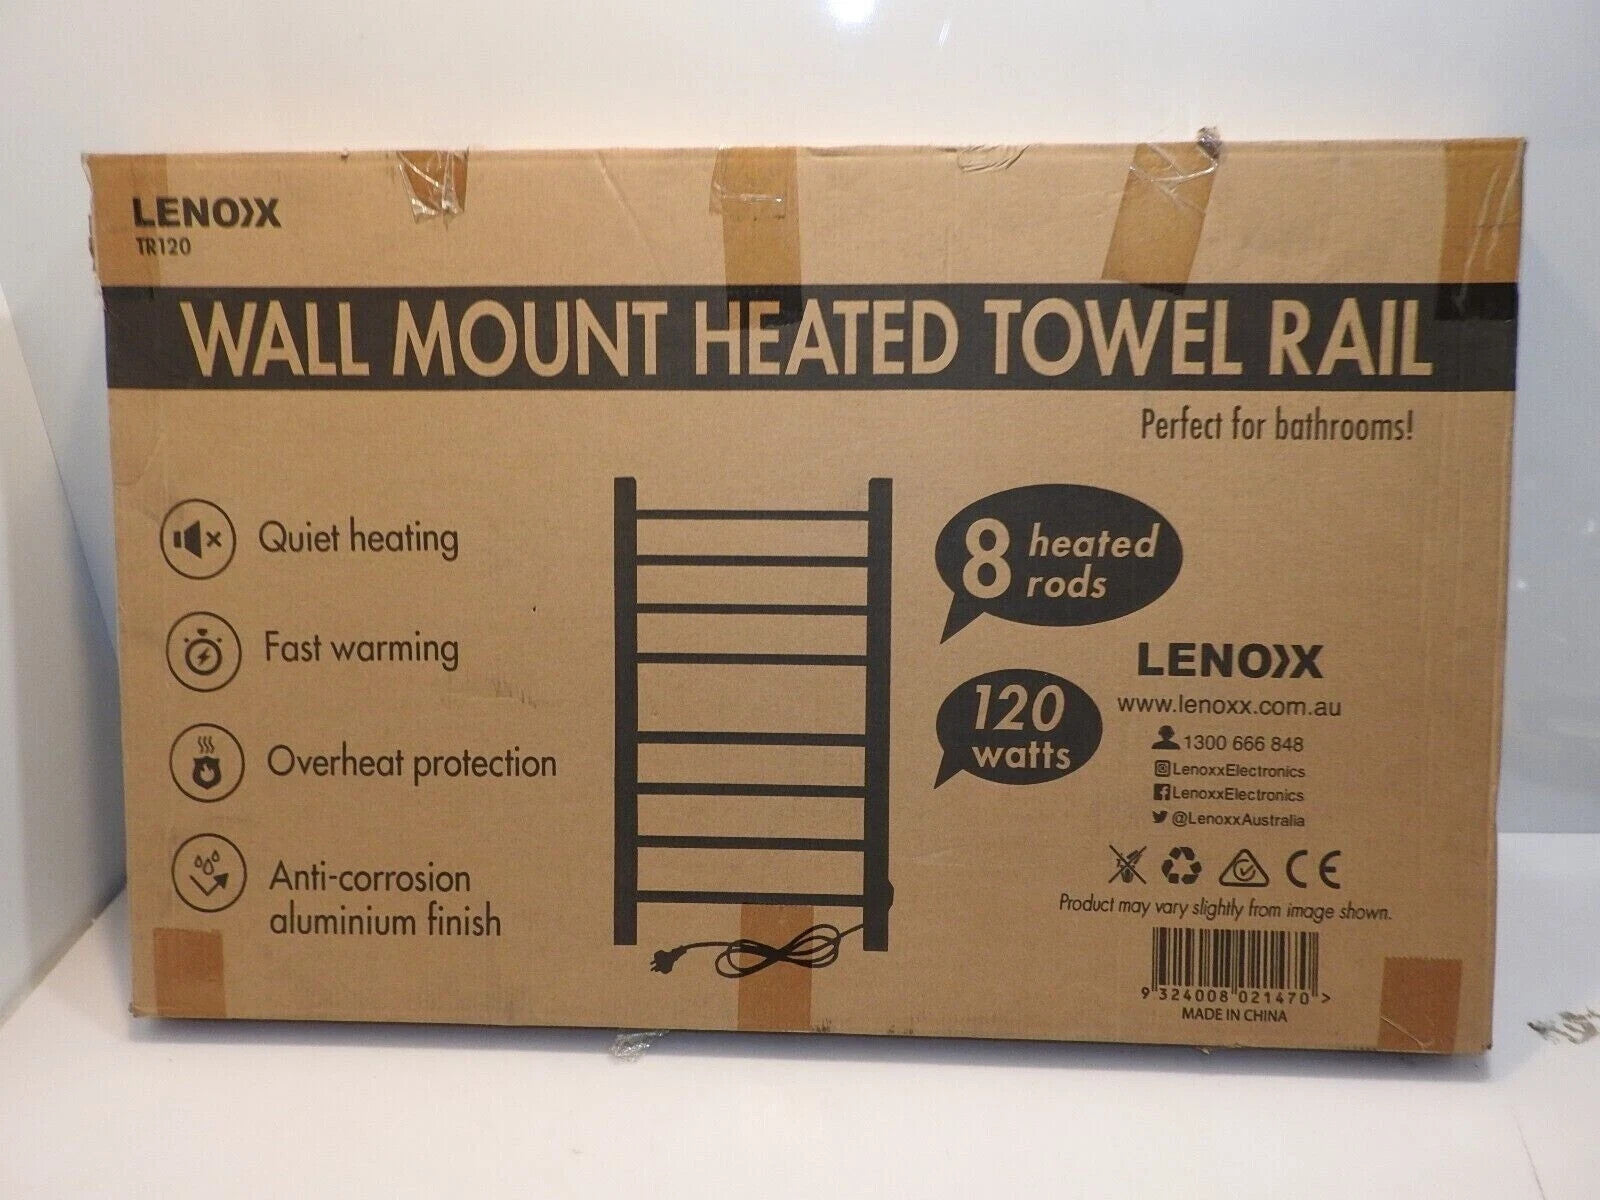 LENOXX
TR120
WALL MOUNT HEATED TOWEL RAIL
Perfect for bathrooms!
Quiet heating
Fast warming
Overheat protection
Anti-corrosion
aluminium finish
8 heated
rods
120
watts
LENOXX
www.lenoxx.com.au
1300 666 848
LenoxxElectronics
LenoxxElectronics
@LenoxxAustralia
CE
Product may vary slightly from image shown.
9 324008 021470 >
MADE IN CHINA